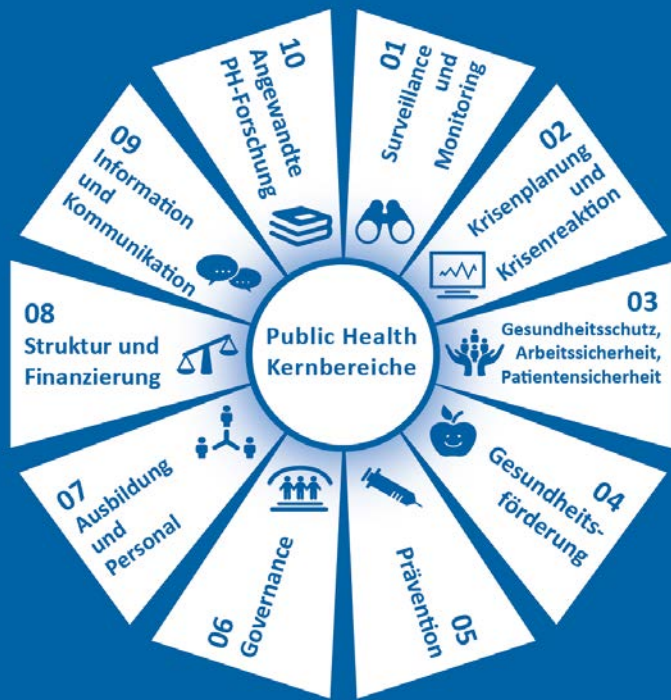 Public Health
Kernbereiche
01
Surveillance
und
Monitoring
02
Krisenplanung
und
Krisenreaktion
03
Gesundheitsschutz,
Arbeitssicherheit,
Patientensicherheit
04
Gesundheits-
förderung
05
Prävention
06
Governance
07
Ausbildung
und
Personal
08
Struktur und
Finanzierung
09
Information
und
Kommunikation
10
Angewandte
PH-Forschung